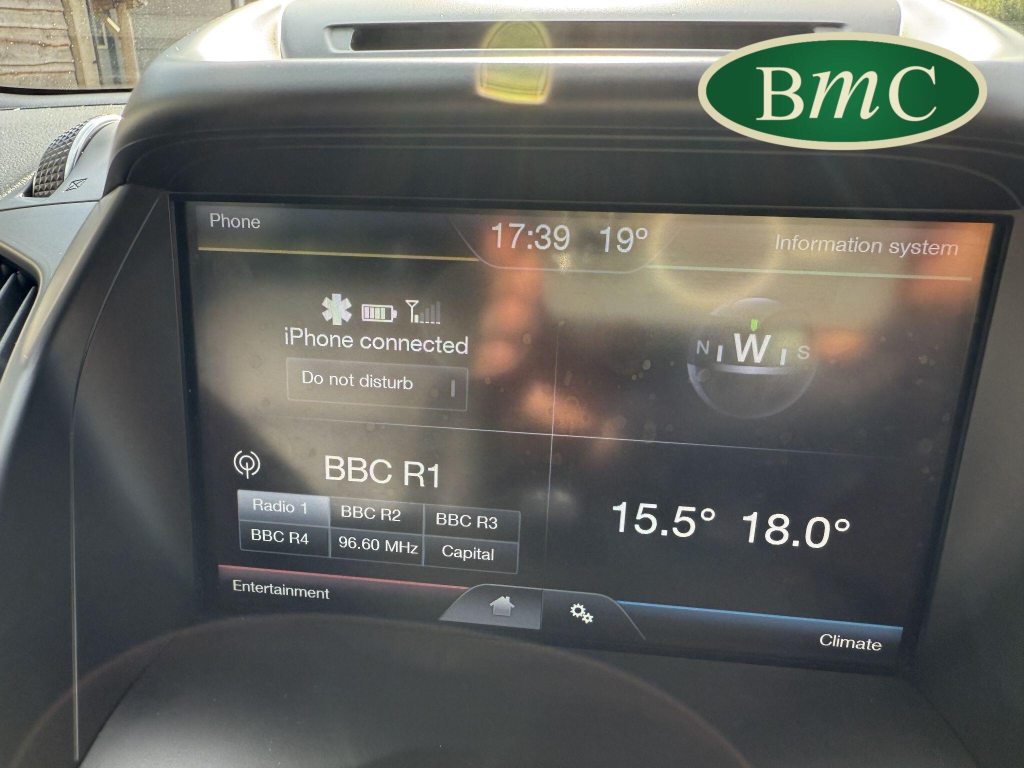 BmC
Phone
17:39 19°
Information system
iPhone connected
Do not disturb
N W S
BBC R1
Radio 1 BBC R2 BBC R3
BBC R4 96.60 MHz Capital
15.5° 18.0°
Entertainment
Climate